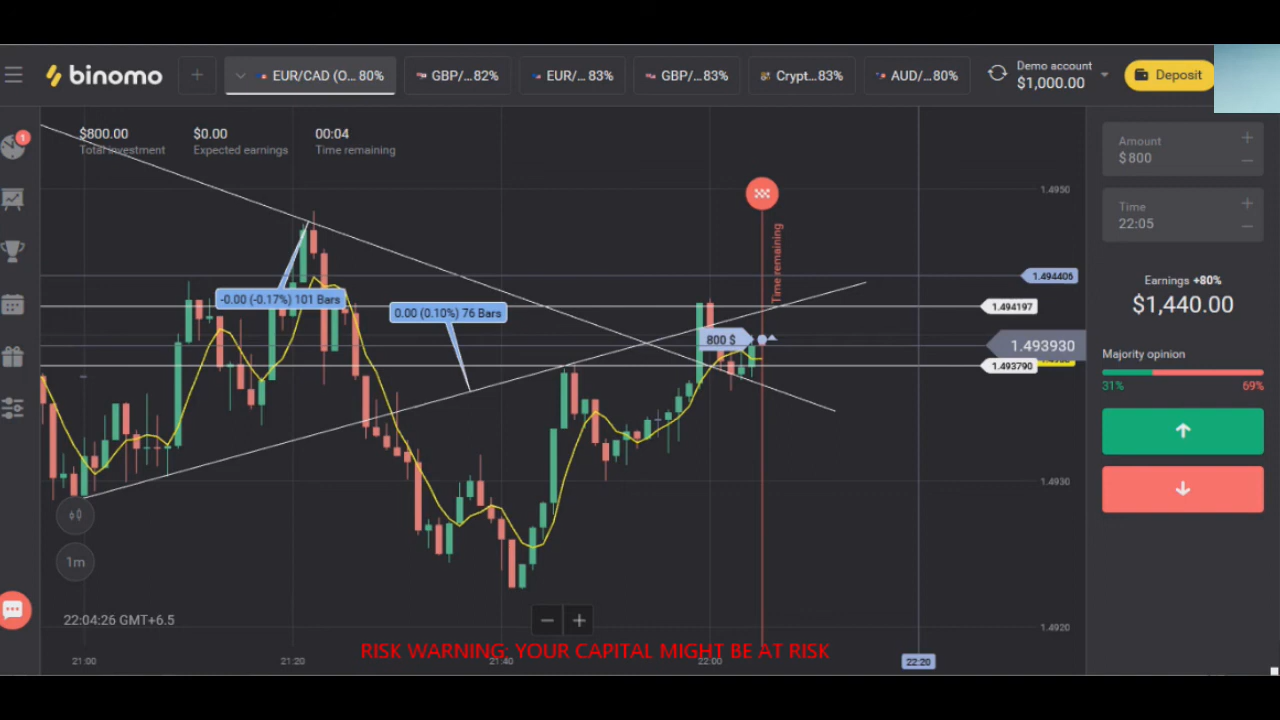 binomo
+
EUR/CAD (O... 80%
GBP/... 82%
EUR/... 83%
GBP/... 83%
Crypt... 83%
AUD/... 80%
Demo account
$1,000.00
Deposit
1
$800.00
Total investment
$0.00
Expected earnings
00:04
Time remaining
Amount
$800
Time
22:05
Earnings +80%
$1,440.00
Majority opinion
31%
69%
Time remaining
1.4950
1.494406
1.494197
1.493930
1.493790
1.4930
1.4920
-0.00 (-0.17%) 101 Bars
0.00 (0.10%) 76 Bars
800 $
1m
22:04:26 GMT+6.5
RISK WARNING: YOUR CAPITAL MIGHT BE AT RISK
21:00
21:20
21:40
22:00
22:20